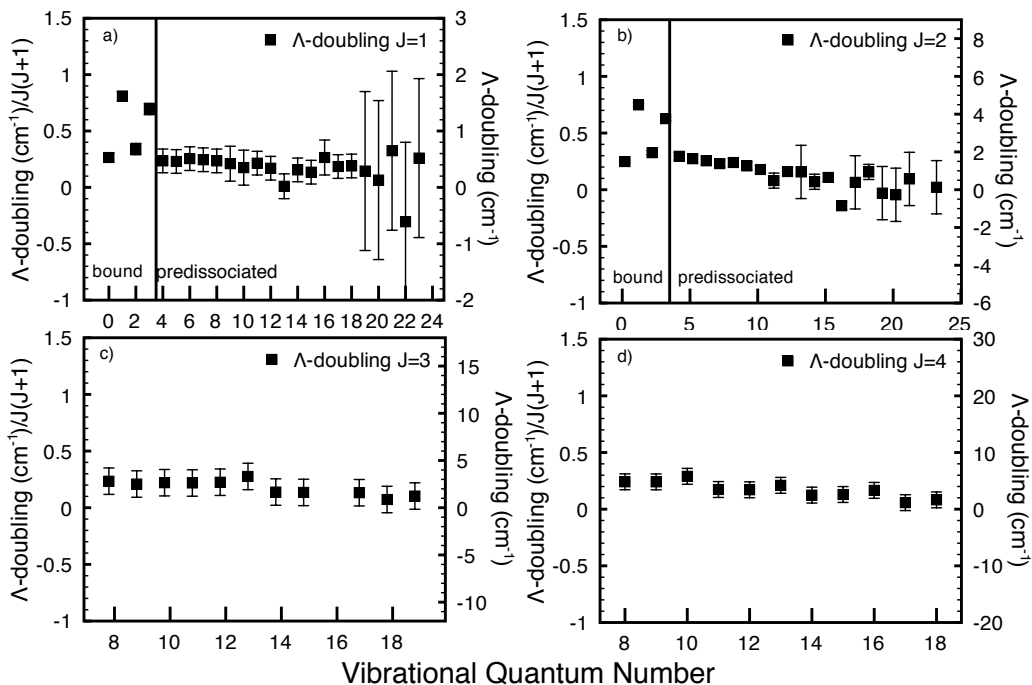 a)
Λ-doubling J=1
Λ-doubling (cm⁻¹)/J(J+1)
1.5
1
0.5
0
-0.5
-1
3
2
1
0
-1
-2
Λ-doubling (cm⁻¹)
bound
predissociated
0 2 4 6 8 10 12 14 16 18 20 22 24
b)
Λ-doubling J=2
Λ-doubling (cm⁻¹)/J(J+1)
1.5
1
0.5
0
-0.5
-1
8
6
4
2
0
-2
-4
-6
Λ-doubling (cm⁻¹)
bound
predissociated
0 5 10 15 20 25
c)
Λ-doubling J=3
Λ-doubling (cm⁻¹)/J(J+1)
1.5
1
0.5
0
-0.5
-1
15
10
5
0
-5
-10
Λ-doubling (cm⁻¹)
8 10 12 14 16 18
d)
Λ-doubling J=4
Λ-doubling (cm⁻¹)/J(J+1)
1.5
1
0.5
0
-0.5
-1
30
20
10
0
-10
-20
Λ-doubling (cm⁻¹)
8 10 12 14 16 18
Vibrational Quantum Number